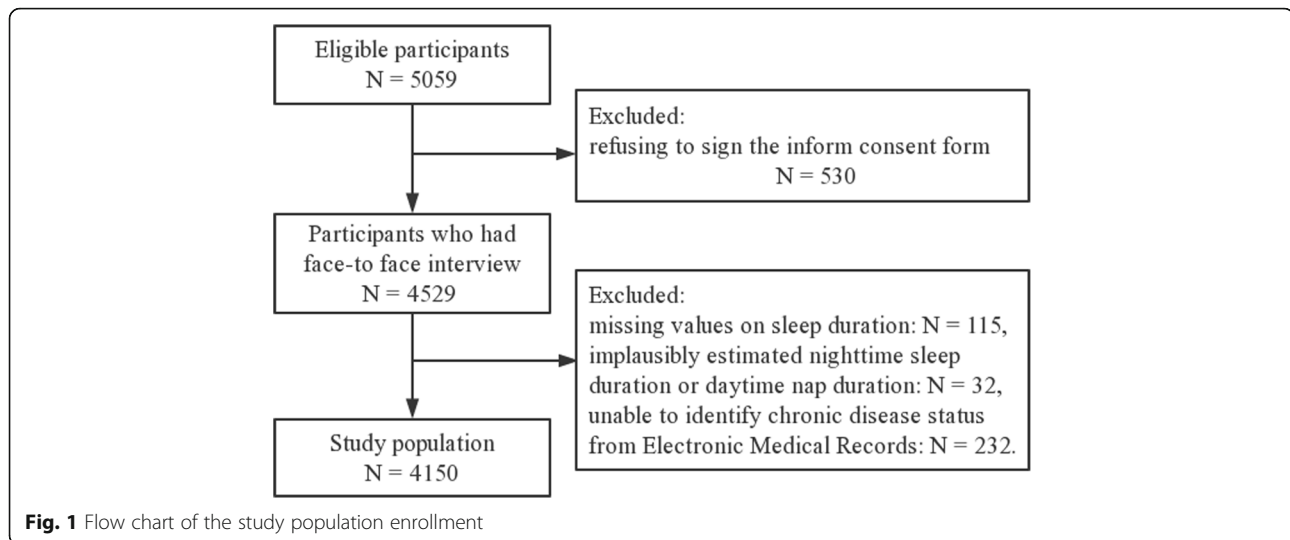 Eligible participants
N = 5059
Excluded:
refusing to sign the inform consent form
N = 530
Participants who had
face-to face interview
N = 4529
Excluded:
missing values on sleep duration: N = 115,
implausibly estimated nighttime sleep
duration or daytime nap duration: N = 32,
unable to identify chronic disease status
from Electronic Medical Records: N = 232.
Study population
N = 4150
Fig. 1 Flow chart of the study population enrollment